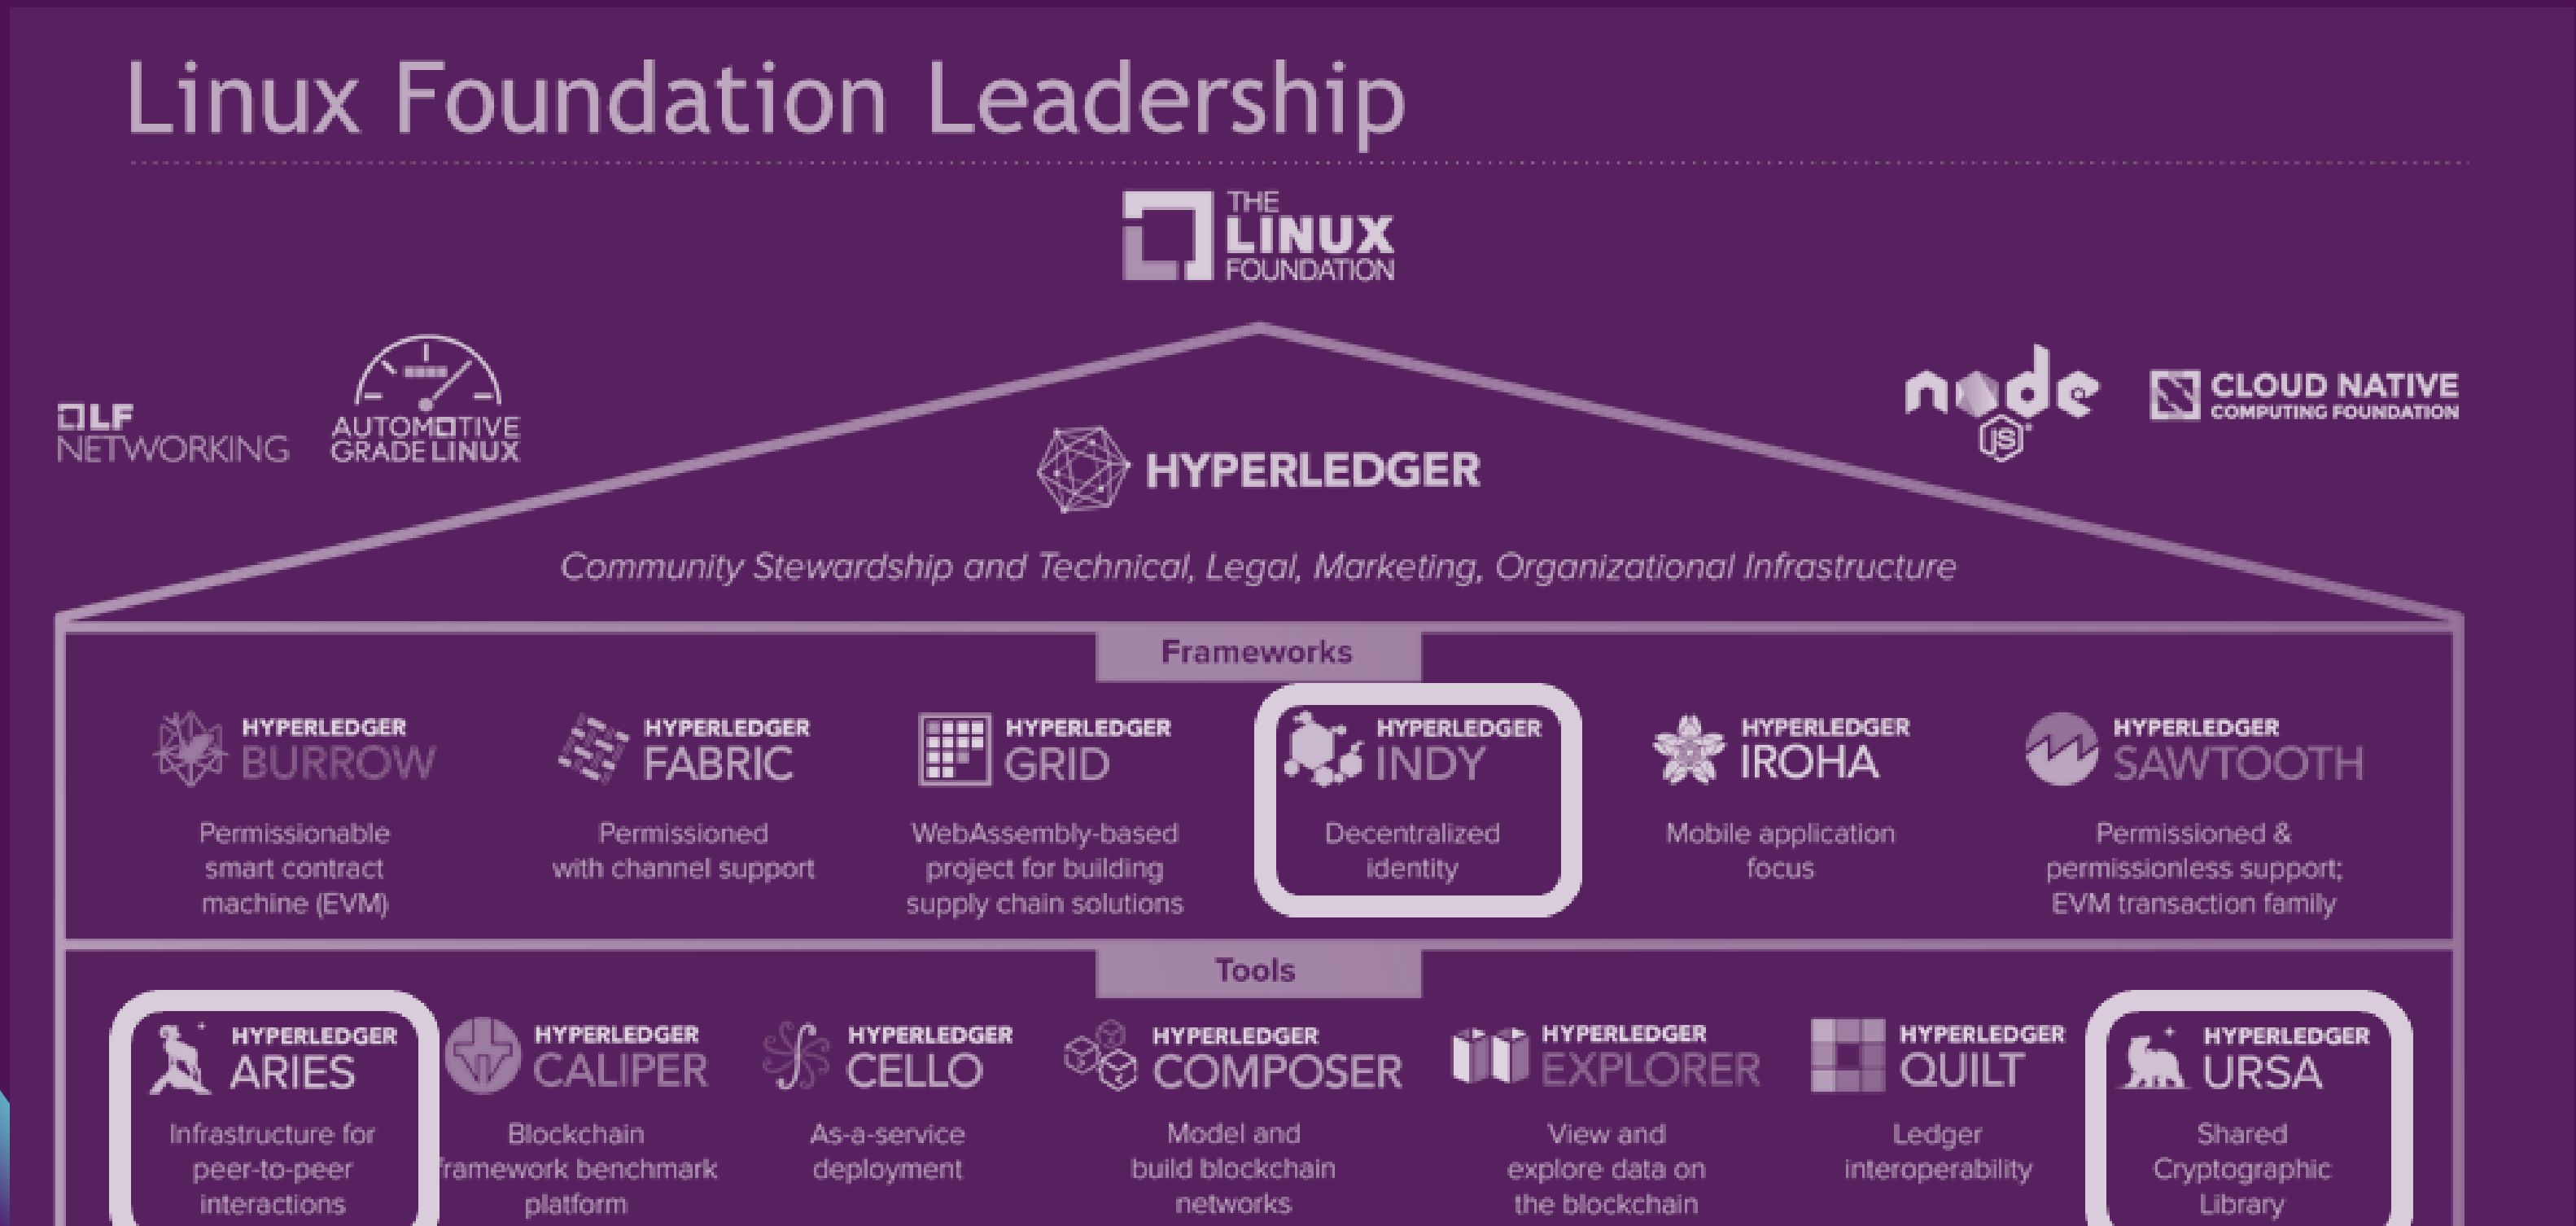 Linux Foundation Leadership
THE
LINUX
FOUNDATION
LF
NETWORKING
AUTOMOTIVE
GRADE LINUX
node
JS
CLOUD NATIVE
COMPUTING FOUNDATION
HYPERLEDGER
Community Stewardship and Technical, Legal, Marketing, Organizational Infrastructure
Frameworks
HYPERLEDGER
BURROW
Permissionable
smart contract
machine (EVM)
HYPERLEDGER
FABRIC
Permissioned
with channel support
HYPERLEDGER
GRID
WebAssembly-based
project for building
supply chain solutions
HYPERLEDGER
INDY
Decentralized
identity
HYPERLEDGER
IROHA
Mobile application
focus
HYPERLEDGER
SAWTOOTH
Permissioned &
permissionless support;
EVM transaction family
Tools
HYPERLEDGER
ARIES
Infrastructure for
peer-to-peer
interactions
HYPERLEDGER
CALIPER
Blockchain
framework benchmark
platform
HYPERLEDGER
CELLO
As-a-service
deployment
HYPERLEDGER
COMPOSER
Model and
build blockchain
networks
HYPERLEDGER
EXPLORER
View and
explore data on
the blockchain
HYPERLEDGER
QUILT
Ledger
interoperability
HYPERLEDGER
URSA
Shared
Cryptographic
Library